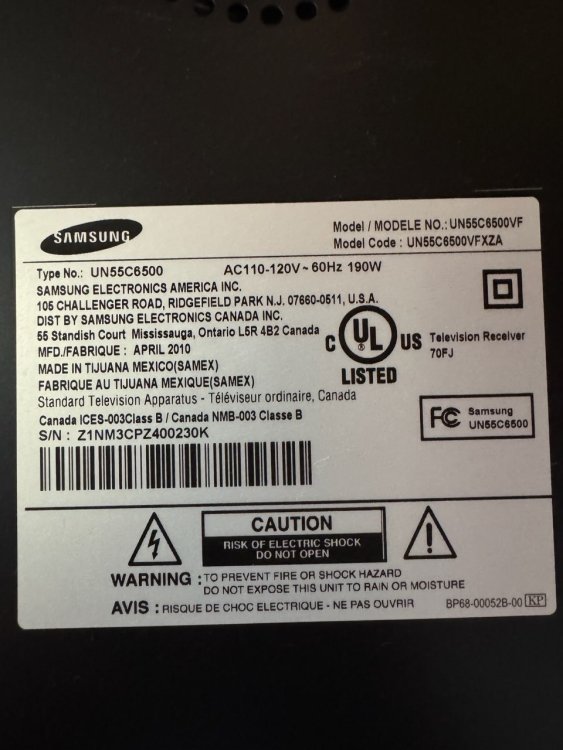 SAMSUNG
Model / MODELE NO.: UN55C6500VF
Model Code : UN55C6500VFXZA
Type No.: UN55C6500 AC110-120V~60Hz 190W
SAMSUNG ELECTRONICS AMERICA INC.
105 CHALLENGER ROAD, RIDGEFIELD PARK N.J. 07660-0511, U.S.A.
DIST BY SAMSUNG ELECTRONICS CANADA INC.
55 Standish Court Mississauga, Ontario L5R 4B2 Canada
MFD./FABRIQUE : APRIL 2010
MADE IN TIJUANA MEXICO(SAMEX)
FABRIQUE AU TIJUANA MEXIQUE(SAMEX)
Standard Television Apparatus - Téléviseur ordinaire, Canada
Canada ICES-003Class B / Canada NMB-003 Classe B
S/N : Z1NM3CPZ400230K
C UL ® US
LISTED
Television Receiver
70FJ
FC Samsung
UN55C6500
CAUTION
RISK OF ELECTRIC SHOCK
DO NOT OPEN
WARNING : TO PREVENT FIRE OR SHOCK HAZARD
DO NOT EXPOSE THIS UNIT TO RAIN OR MOISTURE
AVIS : RISQUE DE CHOC ELECTRIQUE - NE PAS OUVRIR
BP68-00052B-00 KP